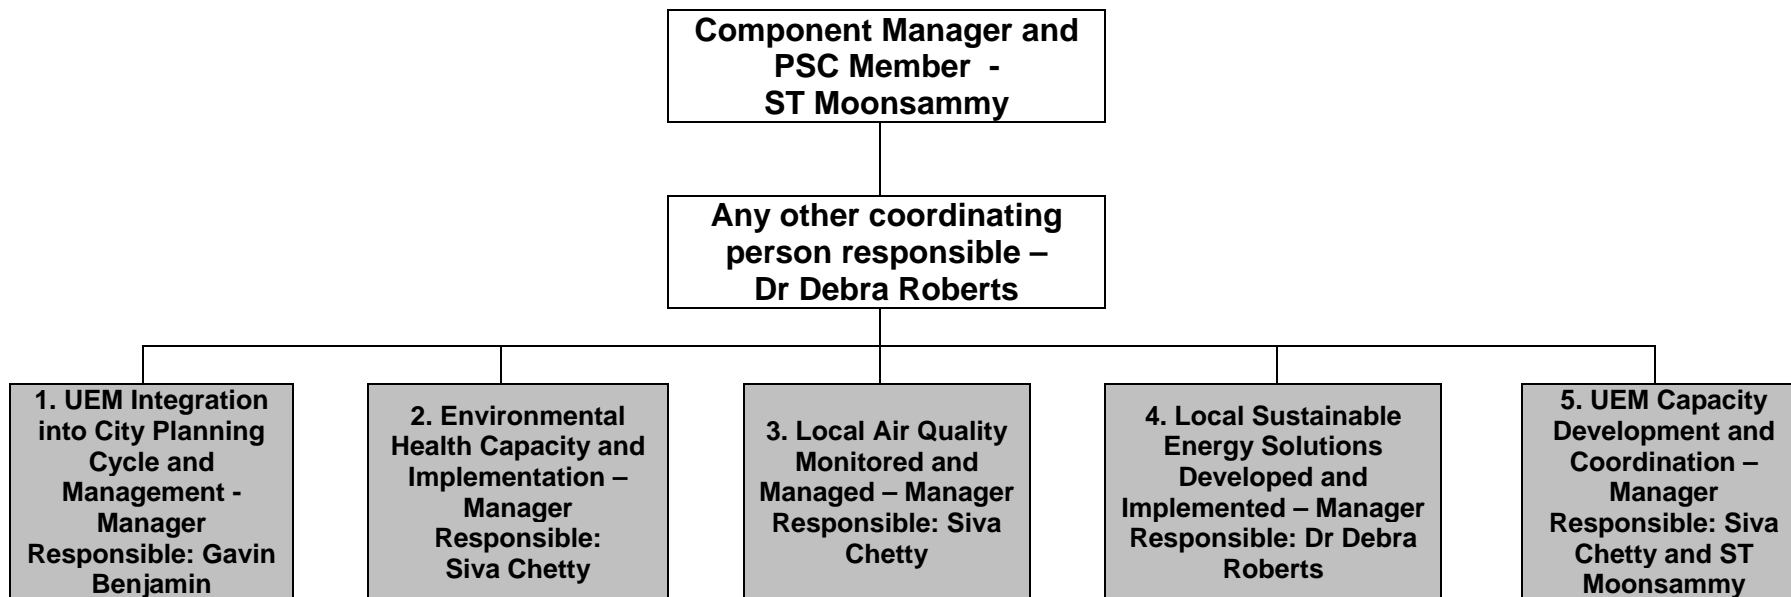 Component Manager and
PSC Member -
ST Moonsammy
Any other coordinating
person responsible –
Dr Debra Roberts
1. UEM Integration
into City Planning
Cycle and
Management -
Manager
Responsible: Gavin
Benjamin
2. Environmental
Health Capacity and
Implementation –
Manager
Responsible:
Siva Chetty
3. Local Air Quality
Monitored and
Managed – Manager
Responsible: Siva
Chetty
4. Local Sustainable
Energy Solutions
Developed and
Implemented – Manager
Responsible: Dr Debra
Roberts
5. UEM Capacity
Development and
Coordination –
Manager
Responsible: Siva
Chetty and ST
Moonsammy